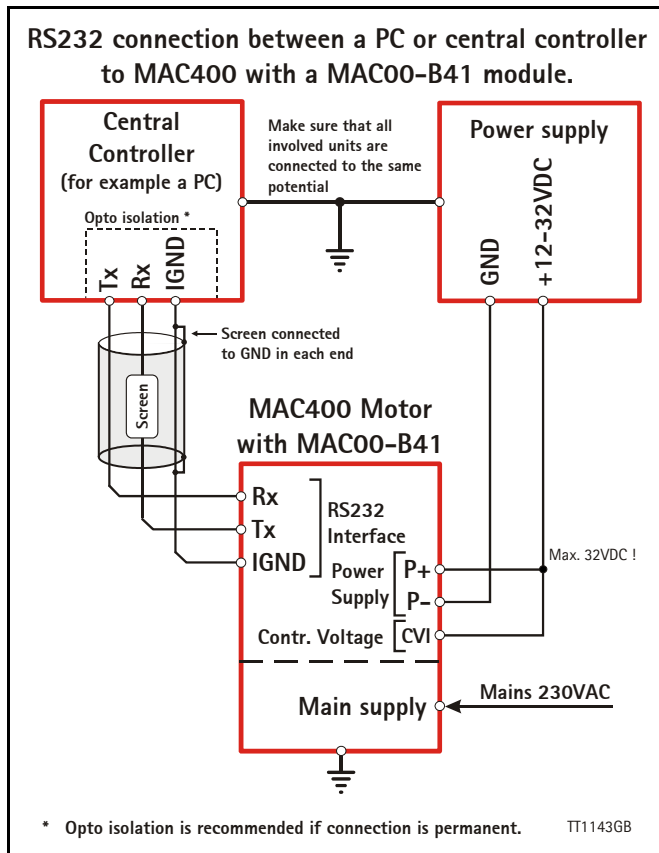 RS232 connection between a PC or central controller
to MAC400 with a MAC00-B41 module.
Central
Controller
(for example a PC)
Opto isolation *
Tx
Rx
IGND
Make sure that all
involved units are
connected to the same
potential
Power supply
GND
+12-32VDC
Screen connected
to GND in each end
Screen
MAC400 Motor
with MAC00-B41
Rx
Tx
IGND
RS232
Interface
Power
Supply
P+
P-
Contr. Voltage
CVI
Max. 32VDC !
Main supply
Mains 230VAC
* Opto isolation is recommended if connection is permanent.
TT1143GB